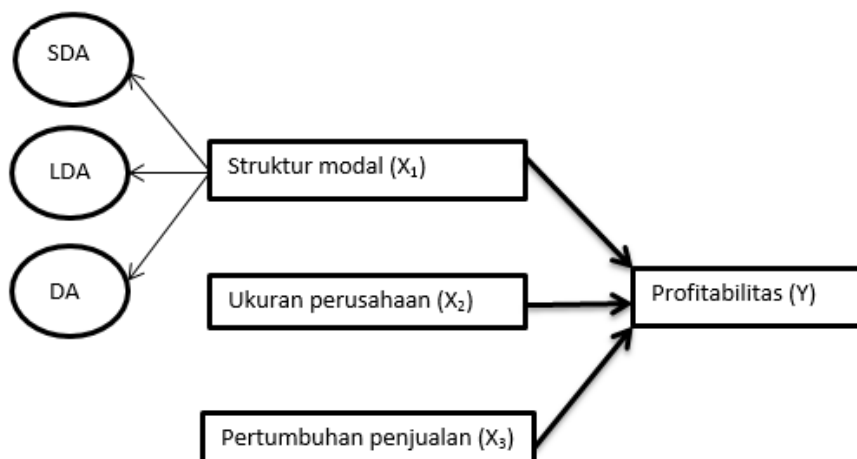 SDA
LDA
DA
Struktur modal (X₁)
Ukuran perusahaan (X₂)
Pertumbuhan penjualan (X₃)
Profitabilitas (Y)